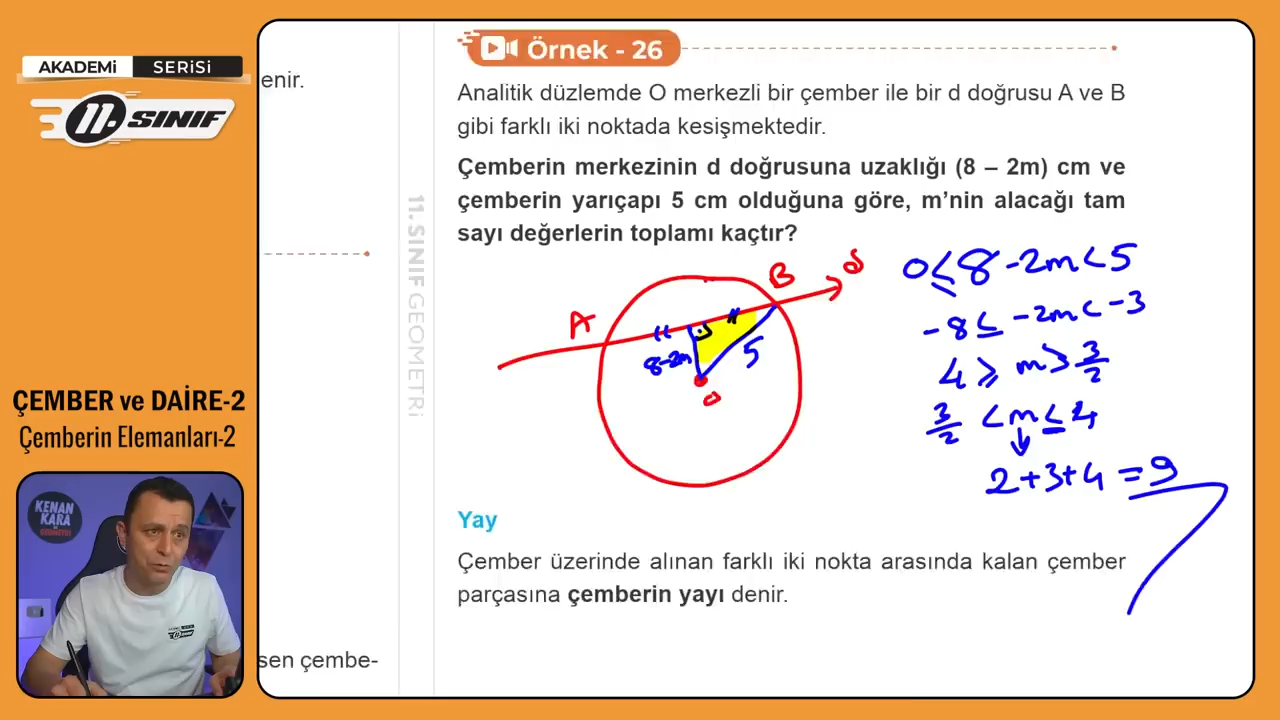 AKADEMİ SERİSİ
11. SINIF
ÇEMBER ve DAİRE-2
Çemberin Elemanları-2
KENAN
KARA
GEOMETRİ
11.SINIF
enir.
sen çembe-
11.SINIF GEOMETRİ
Örnek - 26
Analitik düzlemde O merkezli bir çember ile bir d doğrusu A ve B
gibi farklı iki noktada kesişmektedir.
Çemberin merkezinin d doğrusuna uzaklığı (8 – 2m) cm ve
çemberin yarıçapı 5 cm olduğuna göre, m’nin alacağı tam
sayı değerlerin toplamı kaçtır?
A
B
d
8-2m
5
O
0 ≤ 8 - 2m < 5
-8 ≤ -2m < -3
4 ≥ m > 3/2
3/2 < m ≤ 4
2+3+4 = 9
Yay
Çember üzerinde alınan farklı iki nokta arasında kalan çember
parçasına çemberin yayı denir.